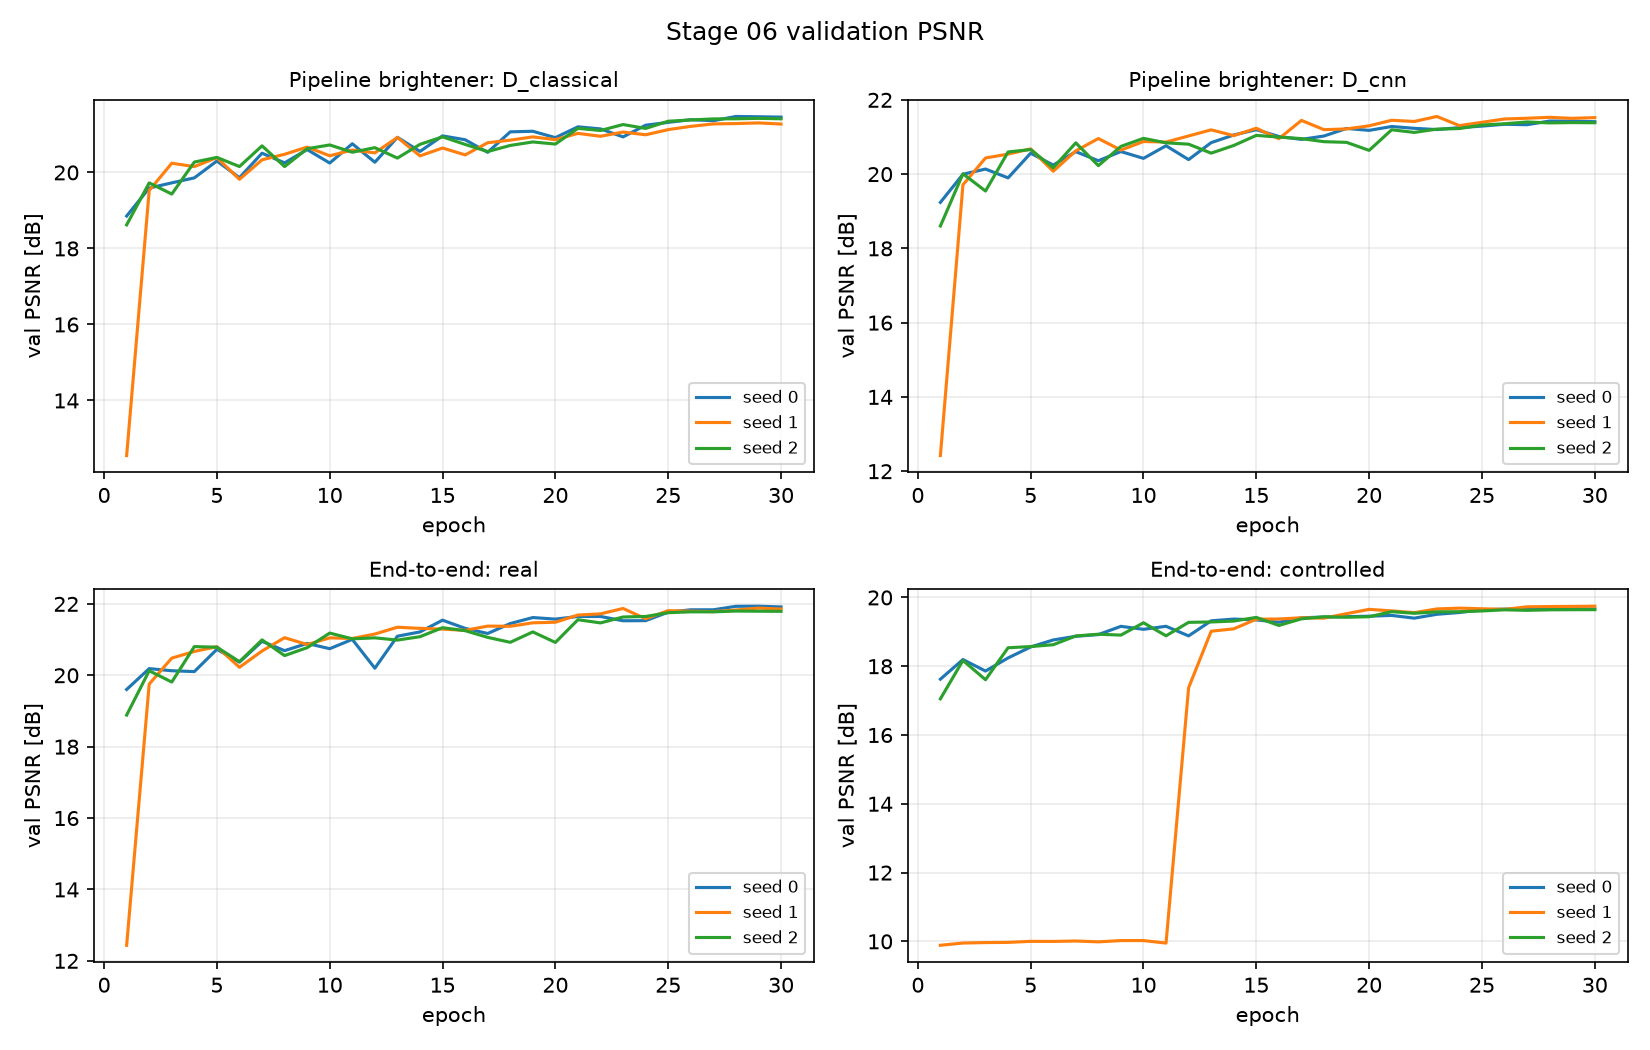 Stage 06 validation PSNR
Pipeline brightener: D_classical
val PSNR [dB]
20
18
16
14
0 5 10 15 20 25 30
epoch
seed 0
seed 1
seed 2
Pipeline brightener: D_cnn
val PSNR [dB]
22
20
18
16
14
12
0 5 10 15 20 25 30
epoch
seed 0
seed 1
seed 2
End-to-end: real
val PSNR [dB]
22
20
18
16
14
12
0 5 10 15 20 25 30
epoch
seed 0
seed 1
seed 2
End-to-end: controlled
val PSNR [dB]
20
18
16
14
12
10
0 5 10 15 20 25 30
epoch
seed 0
seed 1
seed 2